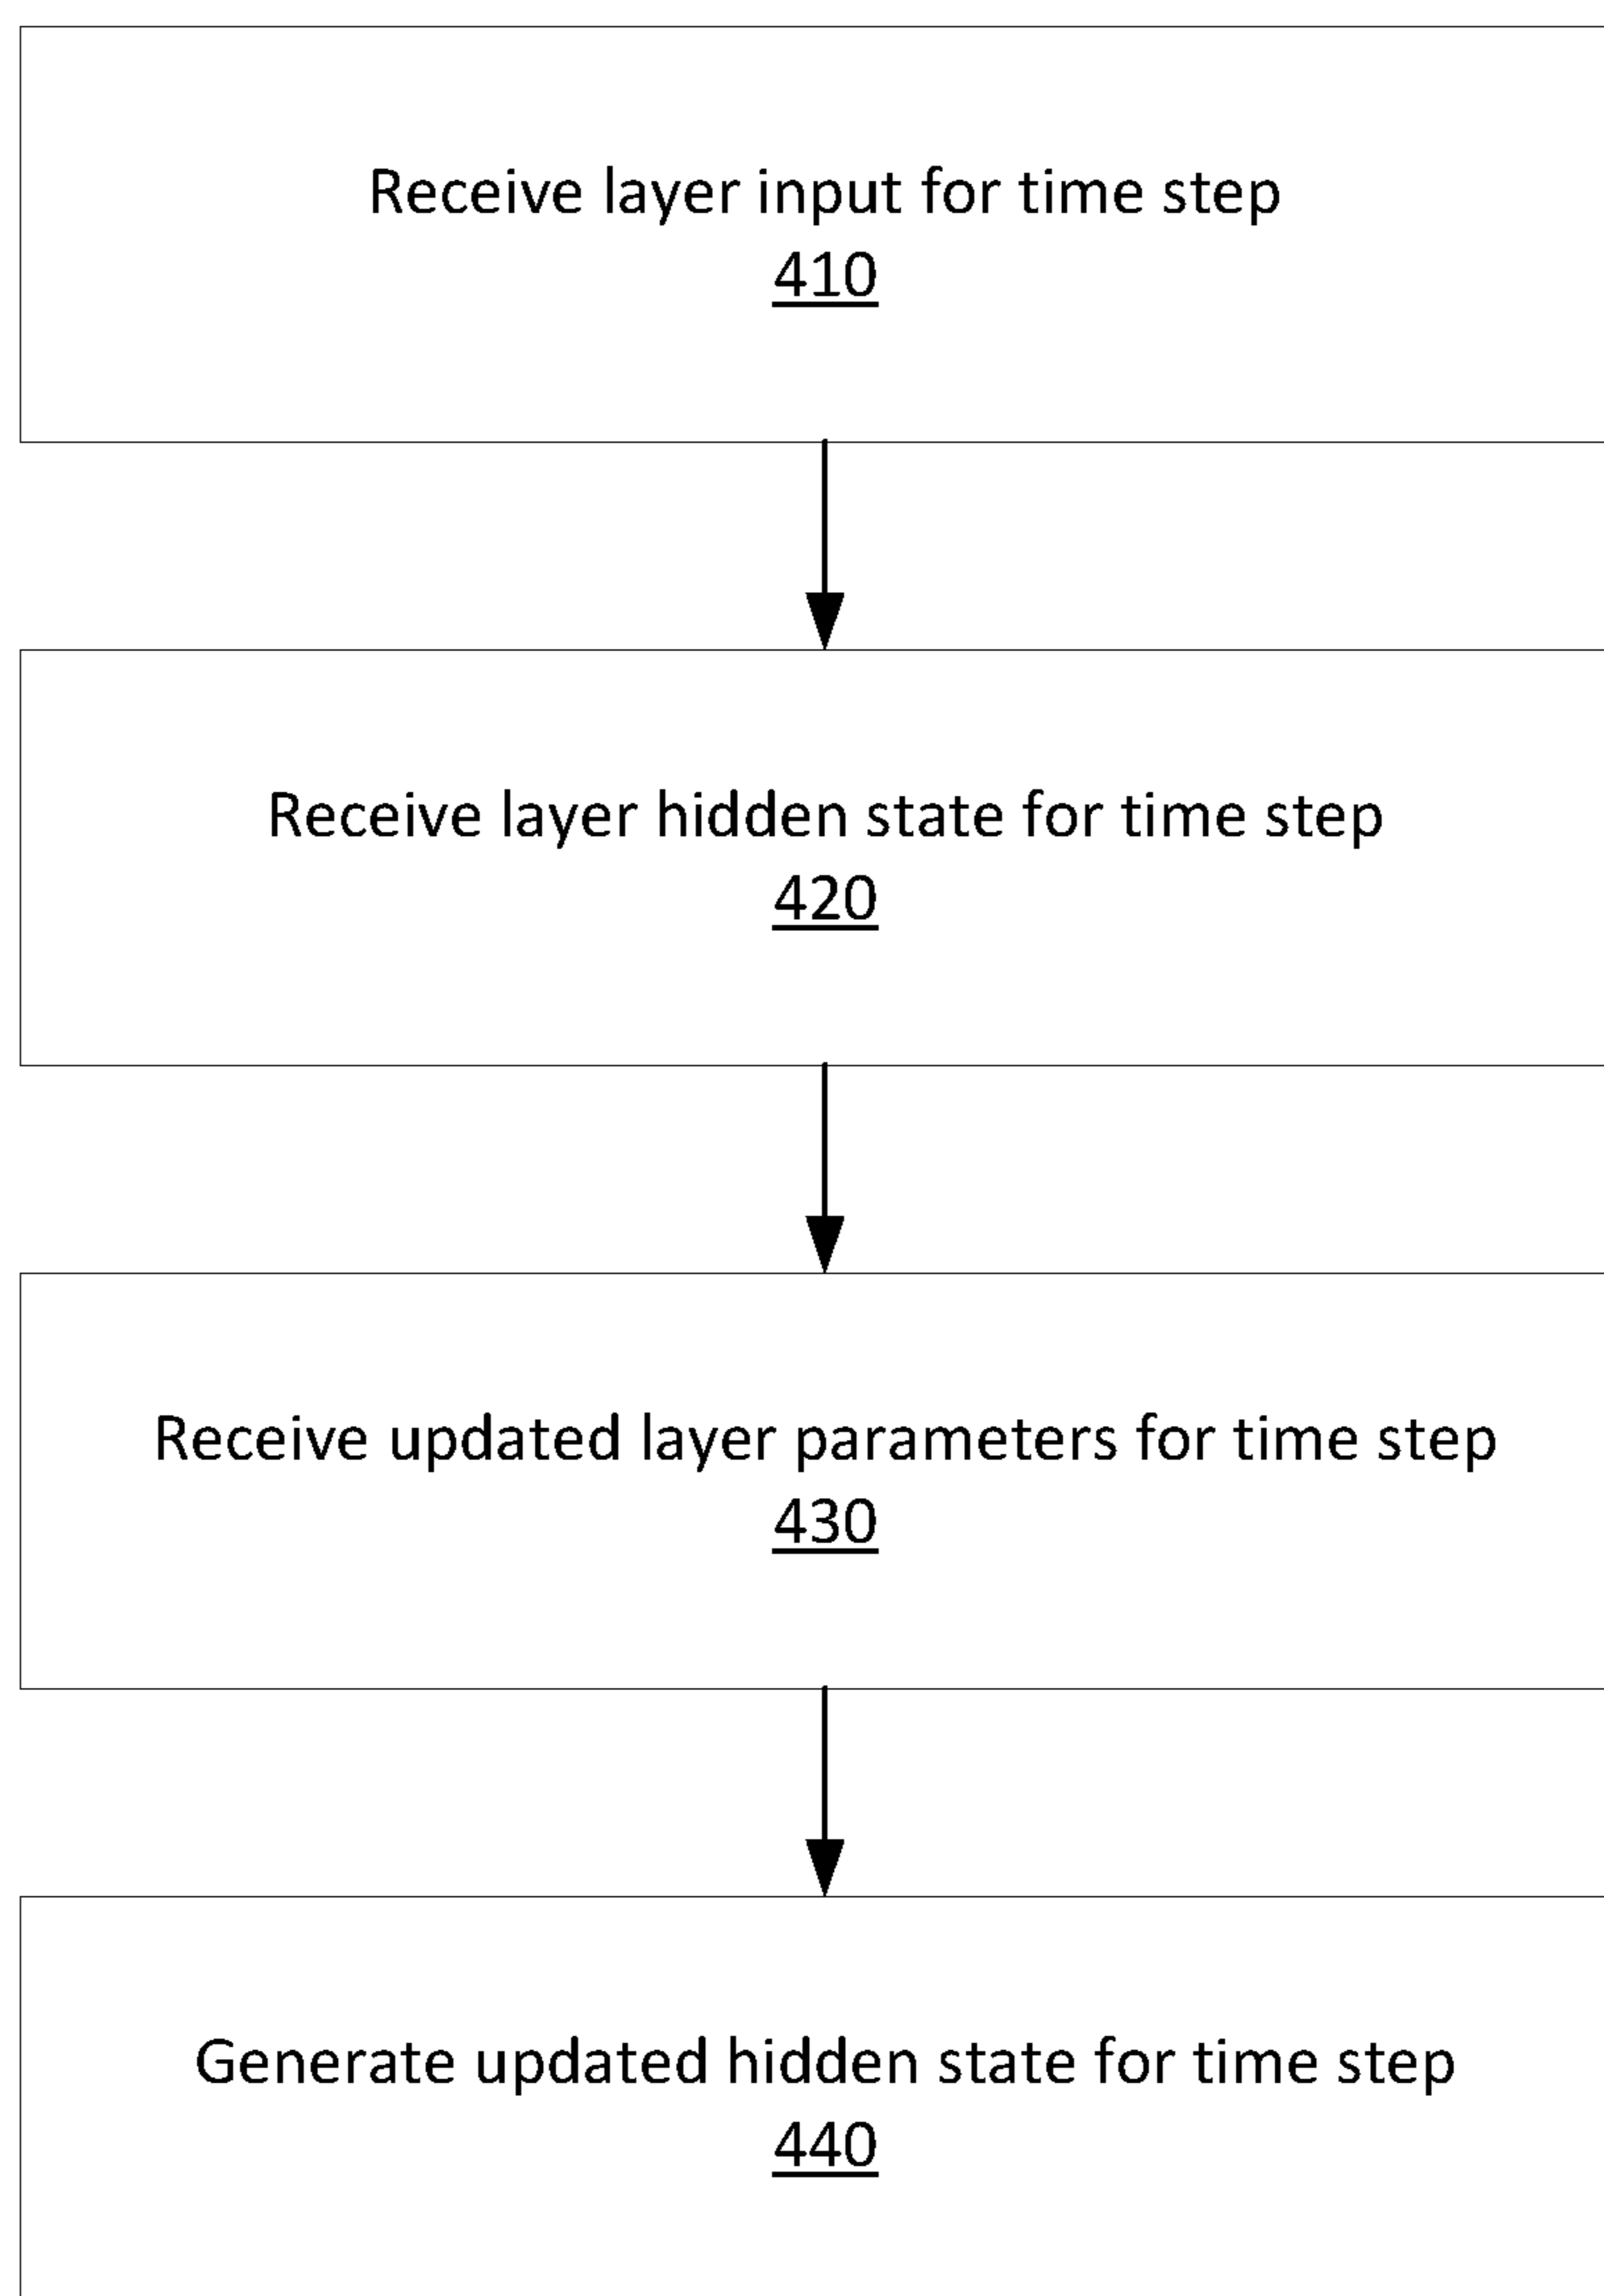 Receive layer input for time step
410
Receive layer hidden state for time step
420
Receive updated layer parameters for time step
430
Generate updated hidden state for time step
440